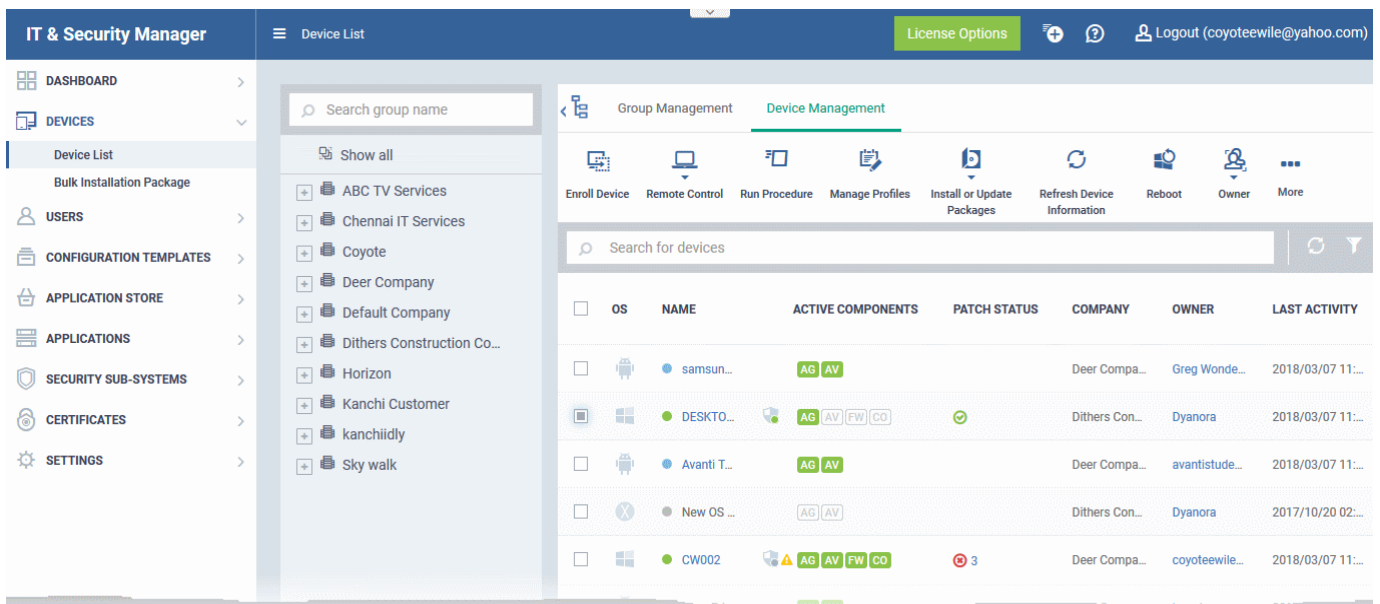 IT & Security Manager
Device List
License Options
Logout (coyoteewile@yahoo.com)
DASHBOARD
DEVICES
Device List
Bulk Installation Package
USERS
CONFIGURATION TEMPLATES
APPLICATION STORE
APPLICATIONS
SECURITY SUB-SYSTEMS
CERTIFICATES
SETTINGS
Search group name
Show all
ABC TV Services
Chennai IT Services
Coyote
Deer Company
Default Company
Dithers Construction Co...
Horizon
Kanchi Customer
kanchiidly
Sky walk
Group Management
Device Management
Enroll Device
Remote Control
Run Procedure
Manage Profiles
Install or Update
Packages
Refresh Device
Information
Reboot
Owner
More
Search for devices
OS NAME ACTIVE COMPONENTS PATCH STATUS COMPANY OWNER LAST ACTIVITY
samsun... AG AV Deer Compa... Greg Wonde... 2018/03/07 11:...
DESKTO... AG AV FW CO Dithers Con... Dyanora 2018/03/07 11:...
Avanti T... AG AV Deer Compa... avantistude... 2018/03/07 11:...
New OS ... AG AV Dithers Con... Dyanora 2017/10/20 02:...
CW002 AG AV FW CO 3 Deer Compa... coyoteewile... 2018/03/07 11:...